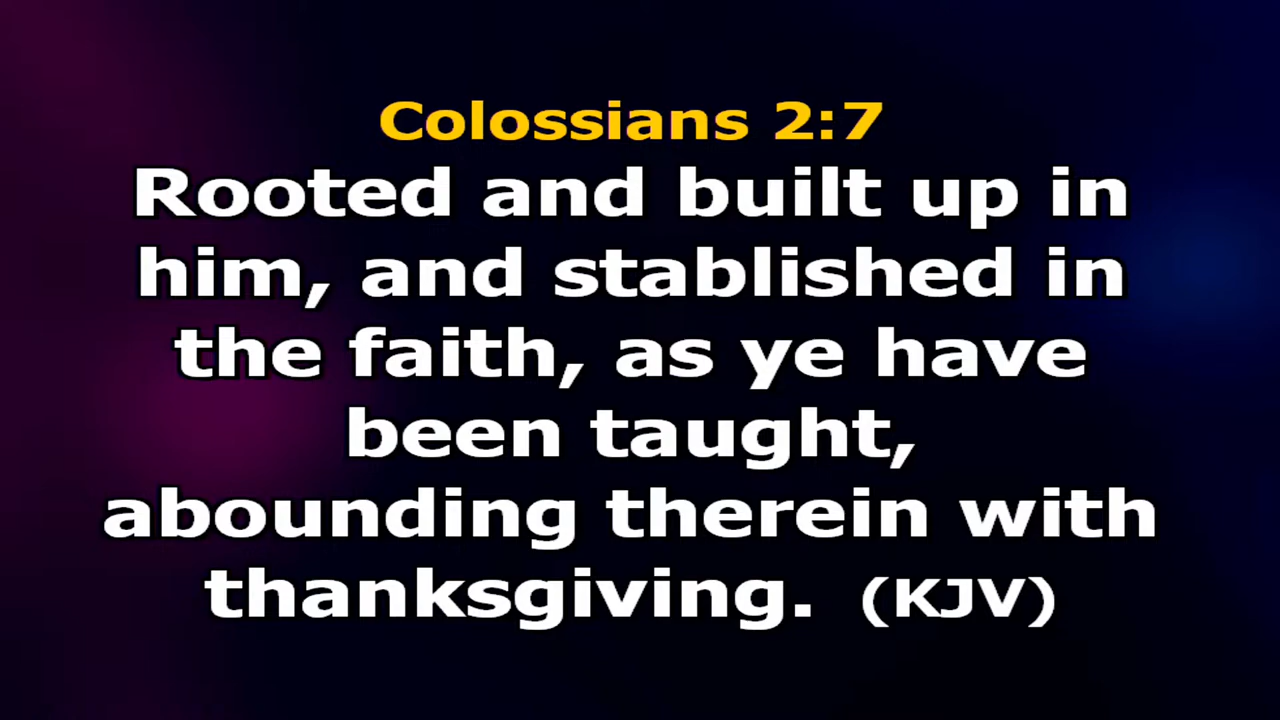 Colossians 2:7
Rooted and built up in
him, and stablished in
the faith, as ye have
been taught,
abounding therein with
thanksgiving. (KJV)